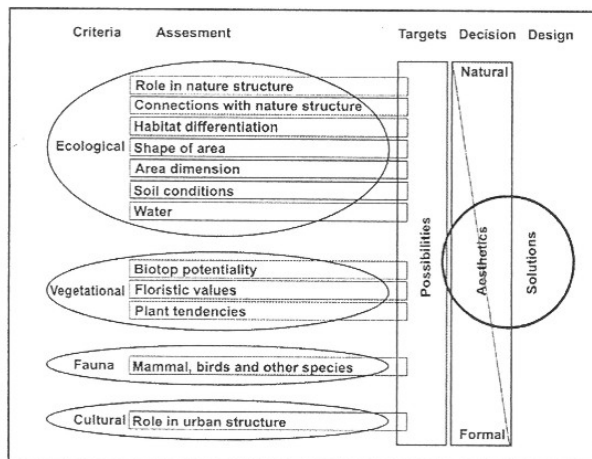 Criteria Assesment Targets Decision Design
Natural
Role in nature structure
Connections with nature structure
Habitat differentiation
Ecological
Shape of area
Area dimension
Soil conditions
Water
Possibilities
Aesthetics
Solutions
Biotop potentiality
Vegetational
Floristic values
Plant tendencies
Fauna
Mammal, birds and other species
Cultural
Role in urban structure
Formal